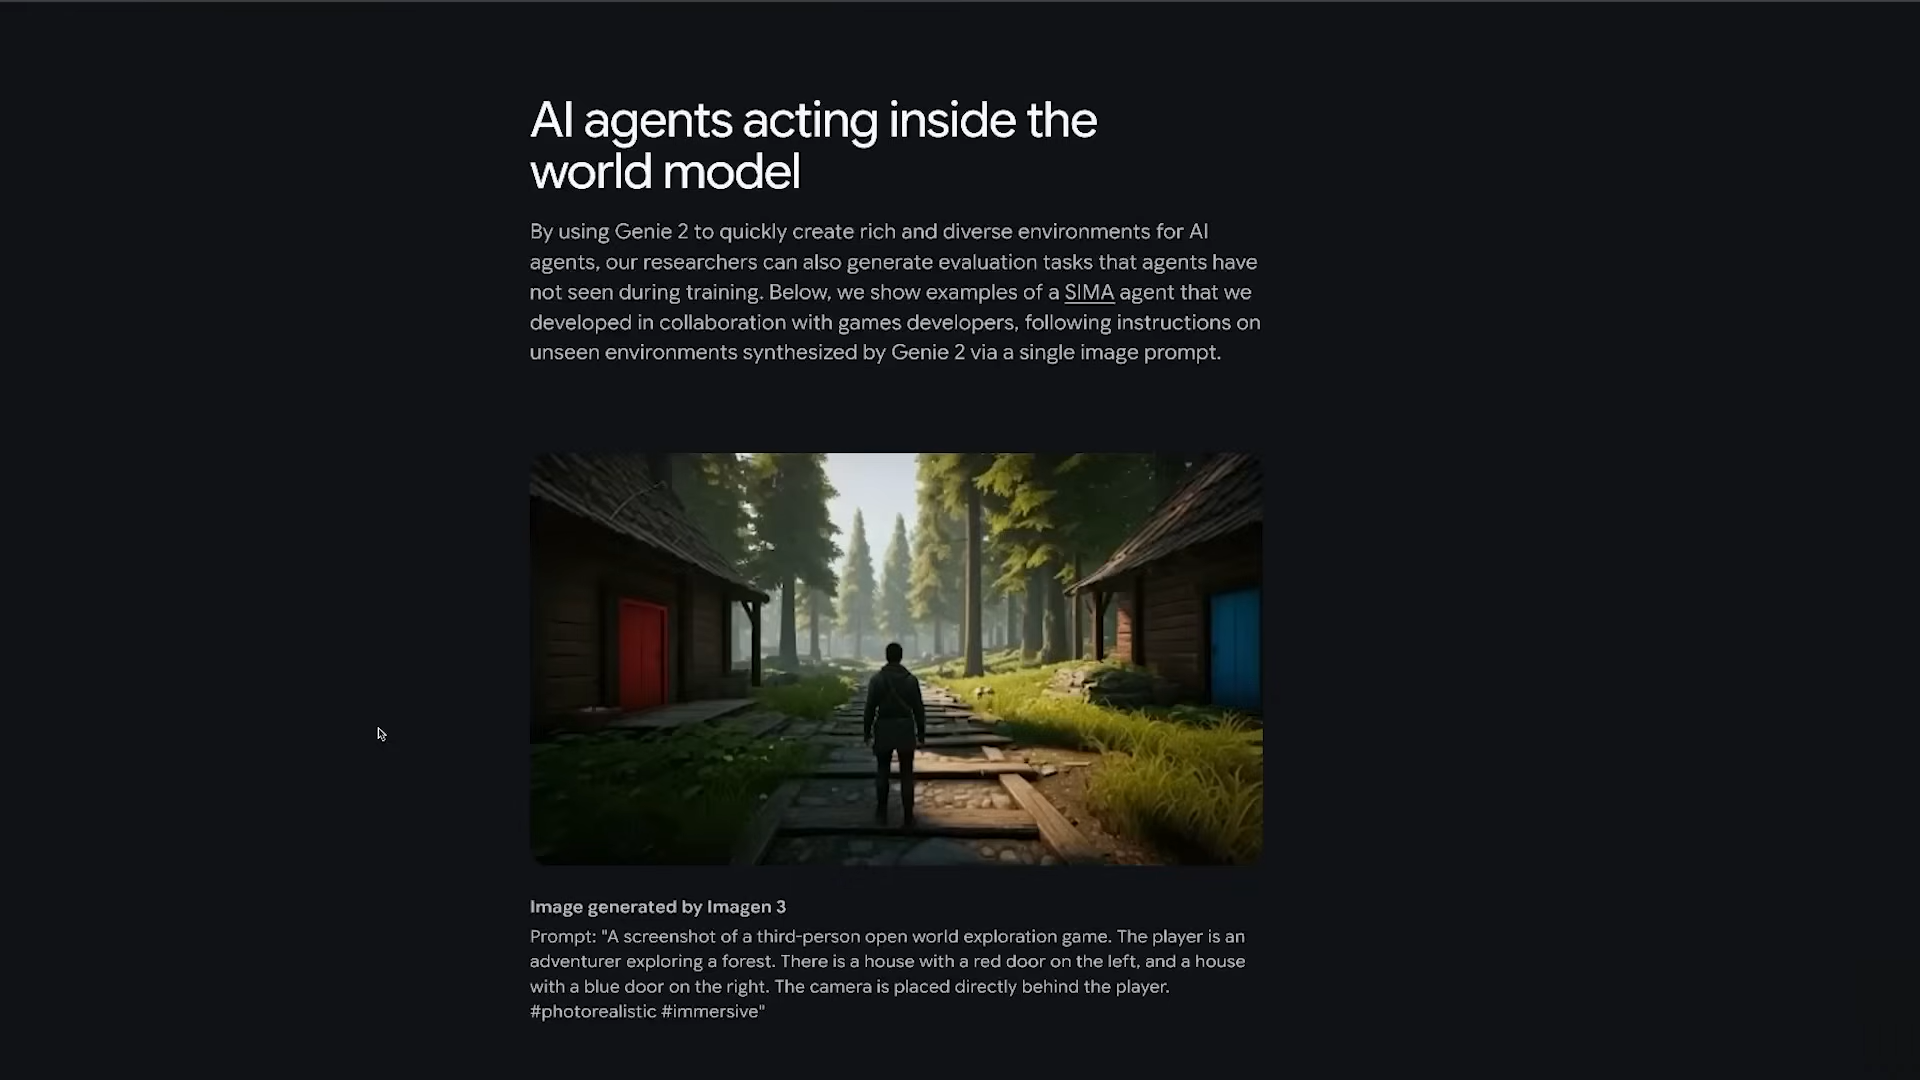 AI agents acting inside the
world model
By using Genie 2 to quickly create rich and diverse environments for AI
agents, our researchers can also generate evaluation tasks that agents have
not seen during training. Below, we show examples of a SIMA agent that we
developed in collaboration with games developers, following instructions on
unseen environments synthesized by Genie 2 via a single image prompt.
Image generated by Imagen 3
Prompt: "A screenshot of a third-person open world exploration game. The player is an
adventurer exploring a forest. There is a house with a red door on the left, and a house
with a blue door on the right. The camera is placed directly behind the player.
#photorealistic #immersive"